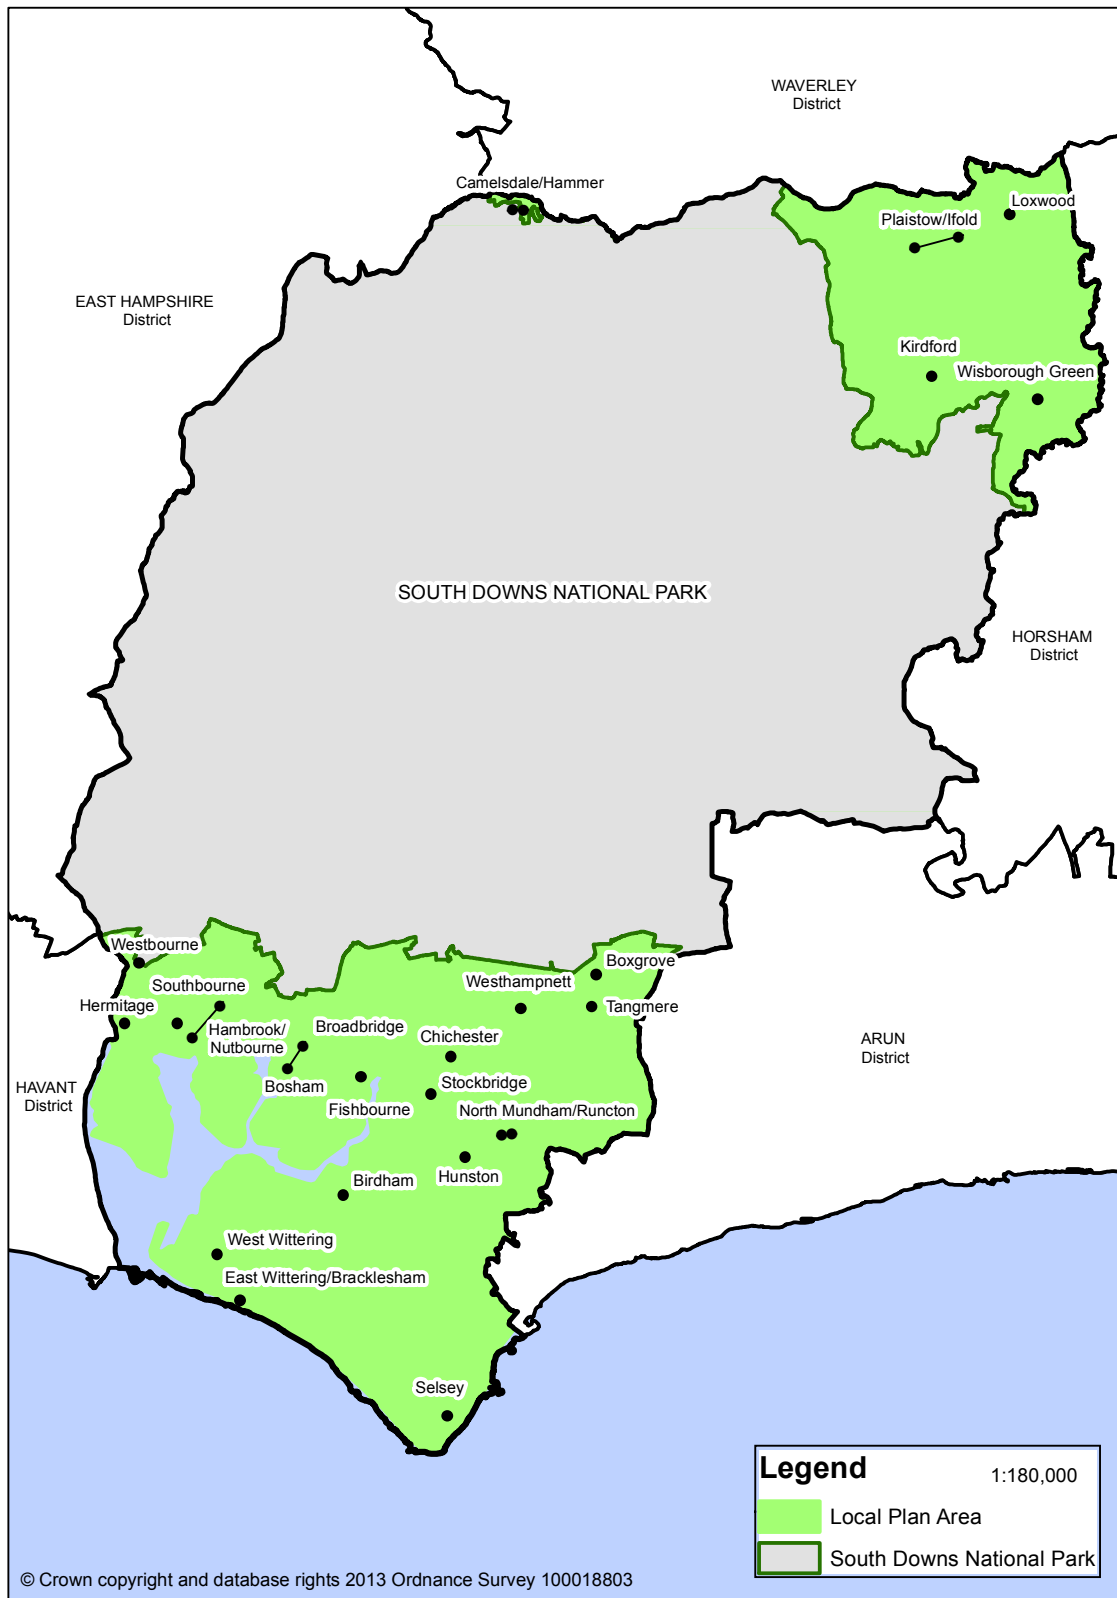 WAVERLEY
District
Camelsdale/Hammer
Loxwood
Plaistow/Ifold
EAST HAMPSHIRE
District
Kirdford
Wisborough Green
SOUTH DOWNS NATIONAL PARK
HORSHAM
District
Westbourne
Boxgrove
Westhampnett
Southbourne
Hermitage
Tangmere
Hambrook/
Nutbourne
Broadbridge
Chichester
ARUN
District
HAVANT
District
Bosham
Stockbridge
Fishbourne
North Mundham/Runcton
Hunston
Birdham
West Wittering
East Wittering/Bracklesham
Selsey
Legend
1:180,000
Local Plan Area
South Downs National Park
© Crown copyright and database rights 2013 Ordnance Survey 100018803